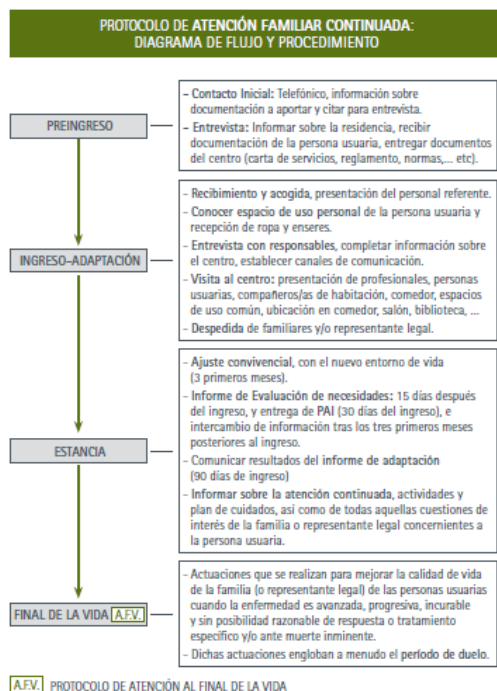 PROTOCOLO DE ATENCIÓN FAMILIAR CONTINUADA:
DIAGRAMA DE FLUJO Y PROCEDIMIENTO
PREINGRESO
– Contacto Inicial: Telefónico, información sobre
documentación a aportar y citar para entrevista.
– Entrevista: Informar sobre la residencia, recibir
documentación de la persona usuaria, entregar documentos
del centro (carta de servicios, reglamento, normas,... etc).
INGRESO-ADAPTACIÓN
– Recibimiento y acogida, presentación del personal referente.
– Conocer espacio de uso personal de la persona usuaria y
recepción de ropa y enseres.
– Entrevista con responsables, completar información sobre
el centro, establecer canales de comunicación.
– Visita al centro: presentación de profesionales, personas
usuarias, compañeros/as de habitación, comedor, espacios
de uso común, ubicación en comedor, salón, biblioteca, ...
– Despedida de familiares y/o representante legal.
ESTANCIA
– Ajuste convivencial, con el nuevo entorno de vida
(3 primeros meses).
– Informe de Evaluación de necesidades: 15 días después
del ingreso, y entrega de PAI (30 días del ingreso), e
intercambio de información tras los tres primeros meses
posteriores al ingreso.
– Comunicar resultados del informe de adaptación
(90 días de ingreso)
– Informar sobre la atención continuada, actividades y
plan de cuidados, así como de todas aquellas cuestiones de
interés de la familia o representante legal concernientes a
la persona usuaria.
FINAL DE LA VIDA A.F.V.
– Actuaciones que se realizan para mejorar la calidad de vida
de la familia (o representante legal) de las personas usuarias
cuando la enfermedad es avanzada, progresiva, incurable
y sin posibilidad razonable de respuesta o tratamiento
específico y/o ante muerte inminente.
– Dichas actuaciones engloban a menudo el período de duelo.
A.F.V. PROTOCOLO DE ATENCIÓN AL FINAL DE LA VIDA